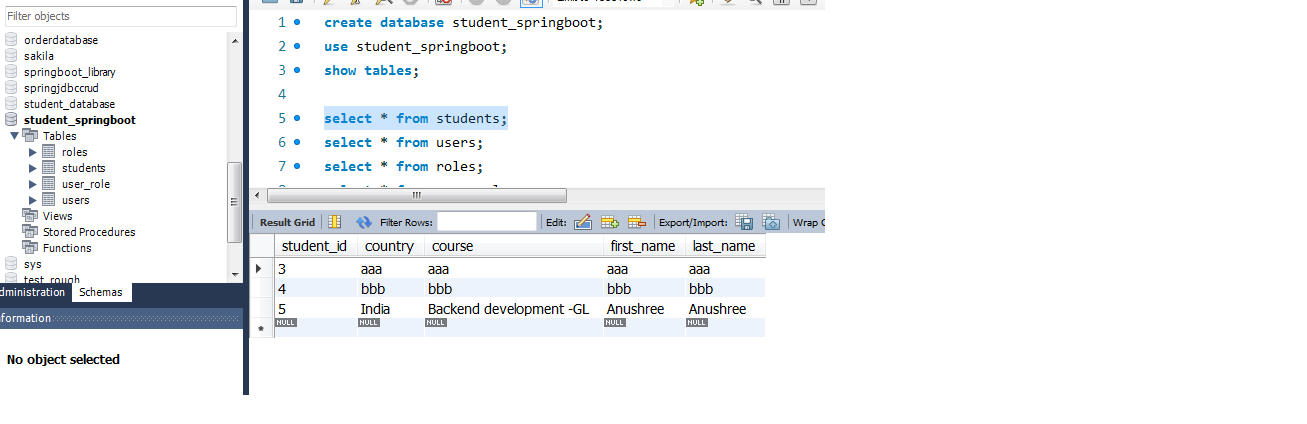 Filter objects
orderdatabase
sakila
springboot_library
springjdbccrud
student_database
student_springboot
Tables
roles
students
user_role
users
Views
Stored Procedures
Functions
sys
test_rough
dministration Schemas
nformation
No object selected
1 create database student_springboot;
2 use student_springboot;
3 show tables;
4
5 select * from students;
6 select * from users;
7 select * from roles;
Result Grid Filter Rows: Edit: Export/Import: Wrap C
student_id country course first_name last_name
3 aaa aaa aaa aaa
4 bbb bbb bbb bbb
5 India Backend development -GL Anushree Anushree
* NULL NULL NULL NULL NULL